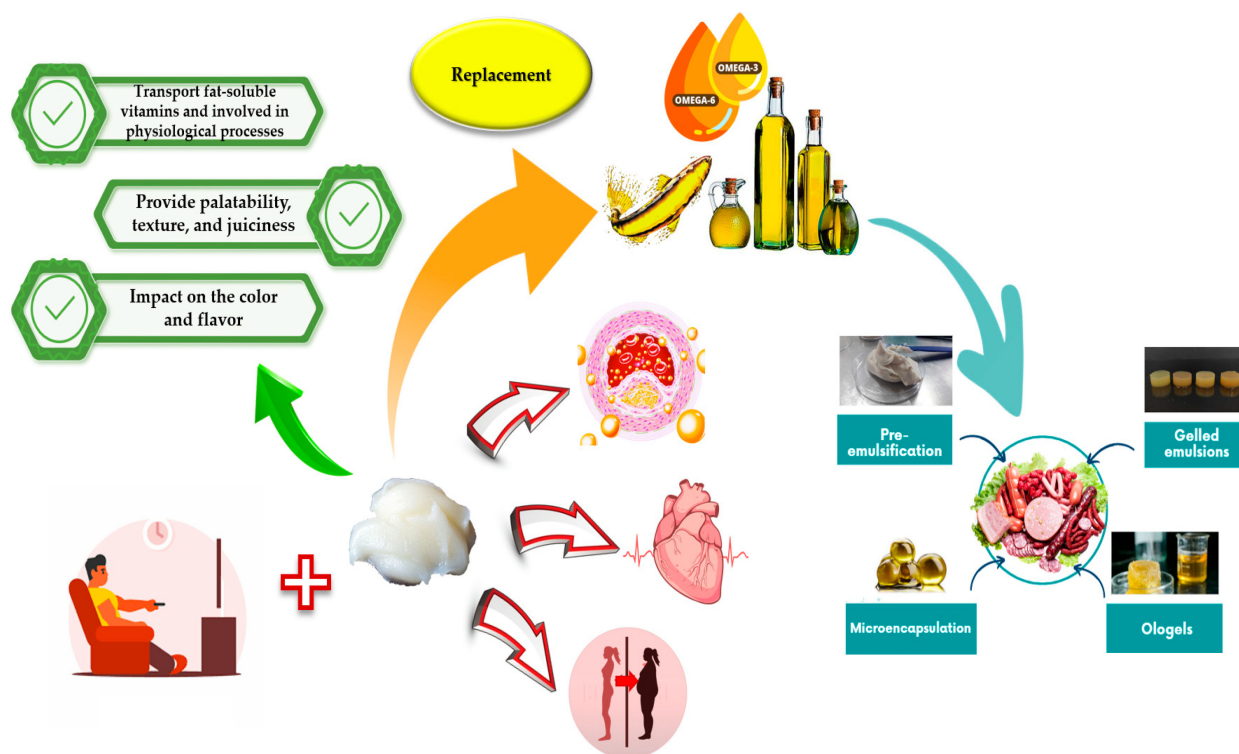 Replacement
OMEGA-3
OMEGA-6
Transport fat-soluble
vitamins and involved in
physiological processes
Provide palatability,
texture, and juiciness
Impact on the color
and flavor
Pre-
emulsification
Gelled
emulsions
Microencapsulation
Ologels